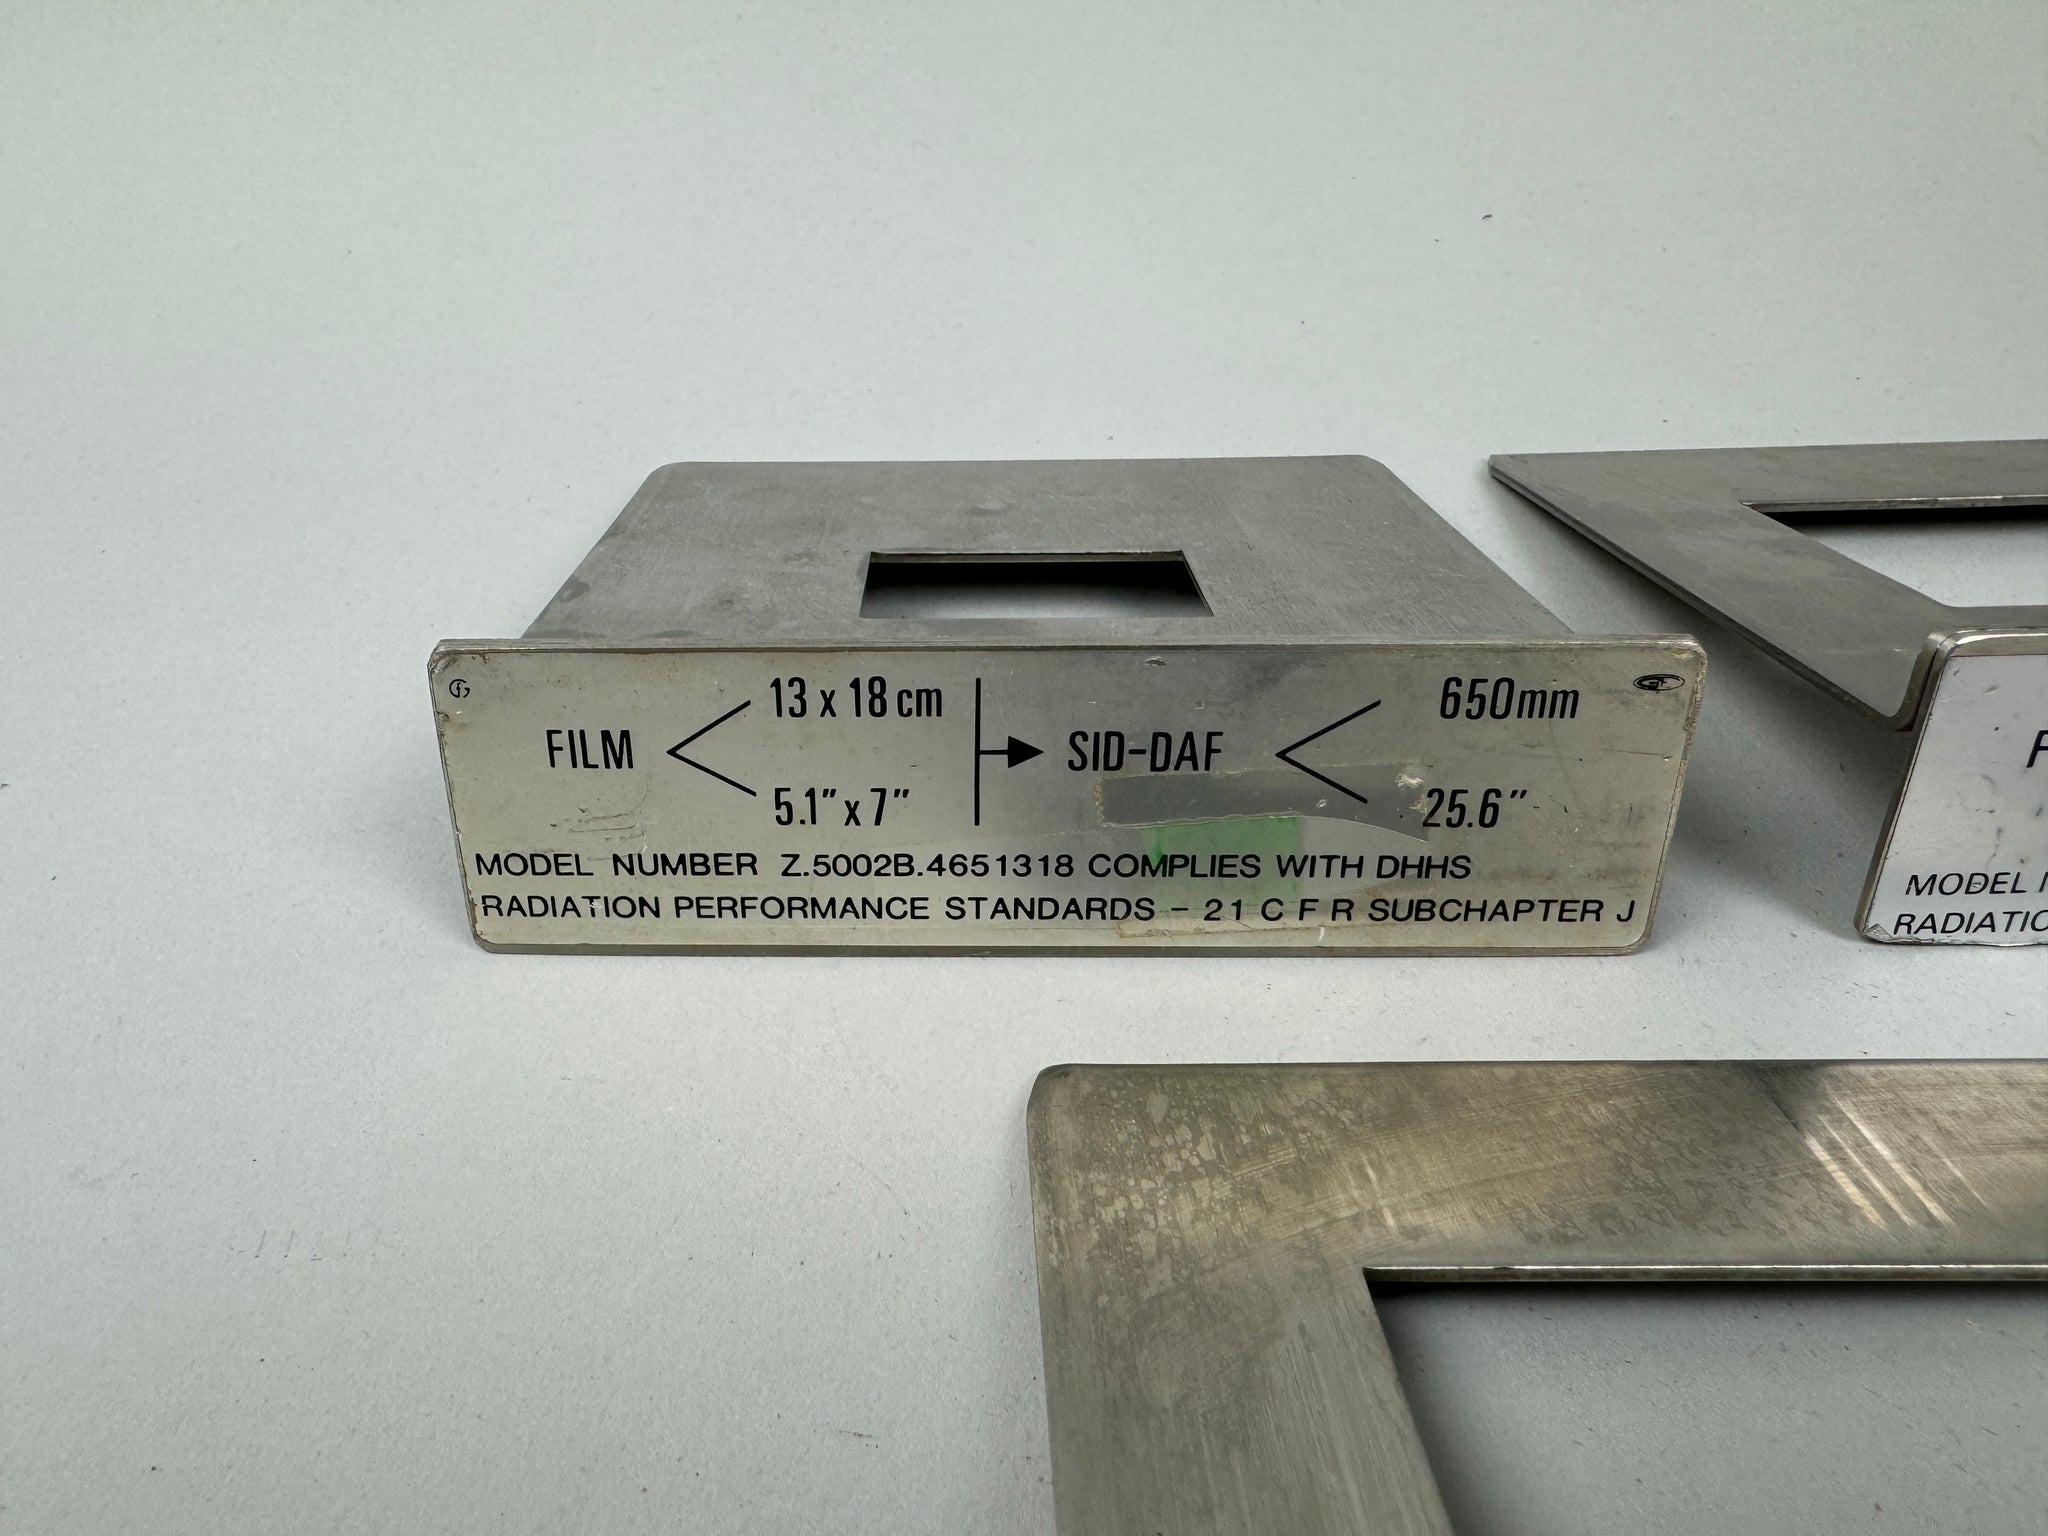 13 x 18 cm 650mm
FILM SID-DAF
5.1" x 7" 25.6"
MODEL NUMBER Z.5002B.4651318 COMPLIES WITH DHHS
RADIATION PERFORMANCE STANDARDS - 21 C F R SUBCHAPTER J
MODEL